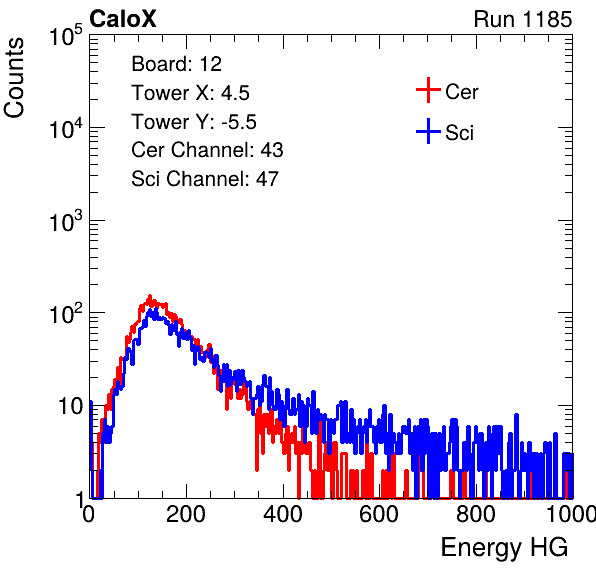 CaloX Run 1185
Counts
10^5
10^4
10^3
10^2
10
1
Board: 12
Tower X: 4.5
Tower Y: -5.5
Cer Channel: 43
Sci Channel: 47
Cer
Sci
0 200 400 600 800 1000
Energy HG